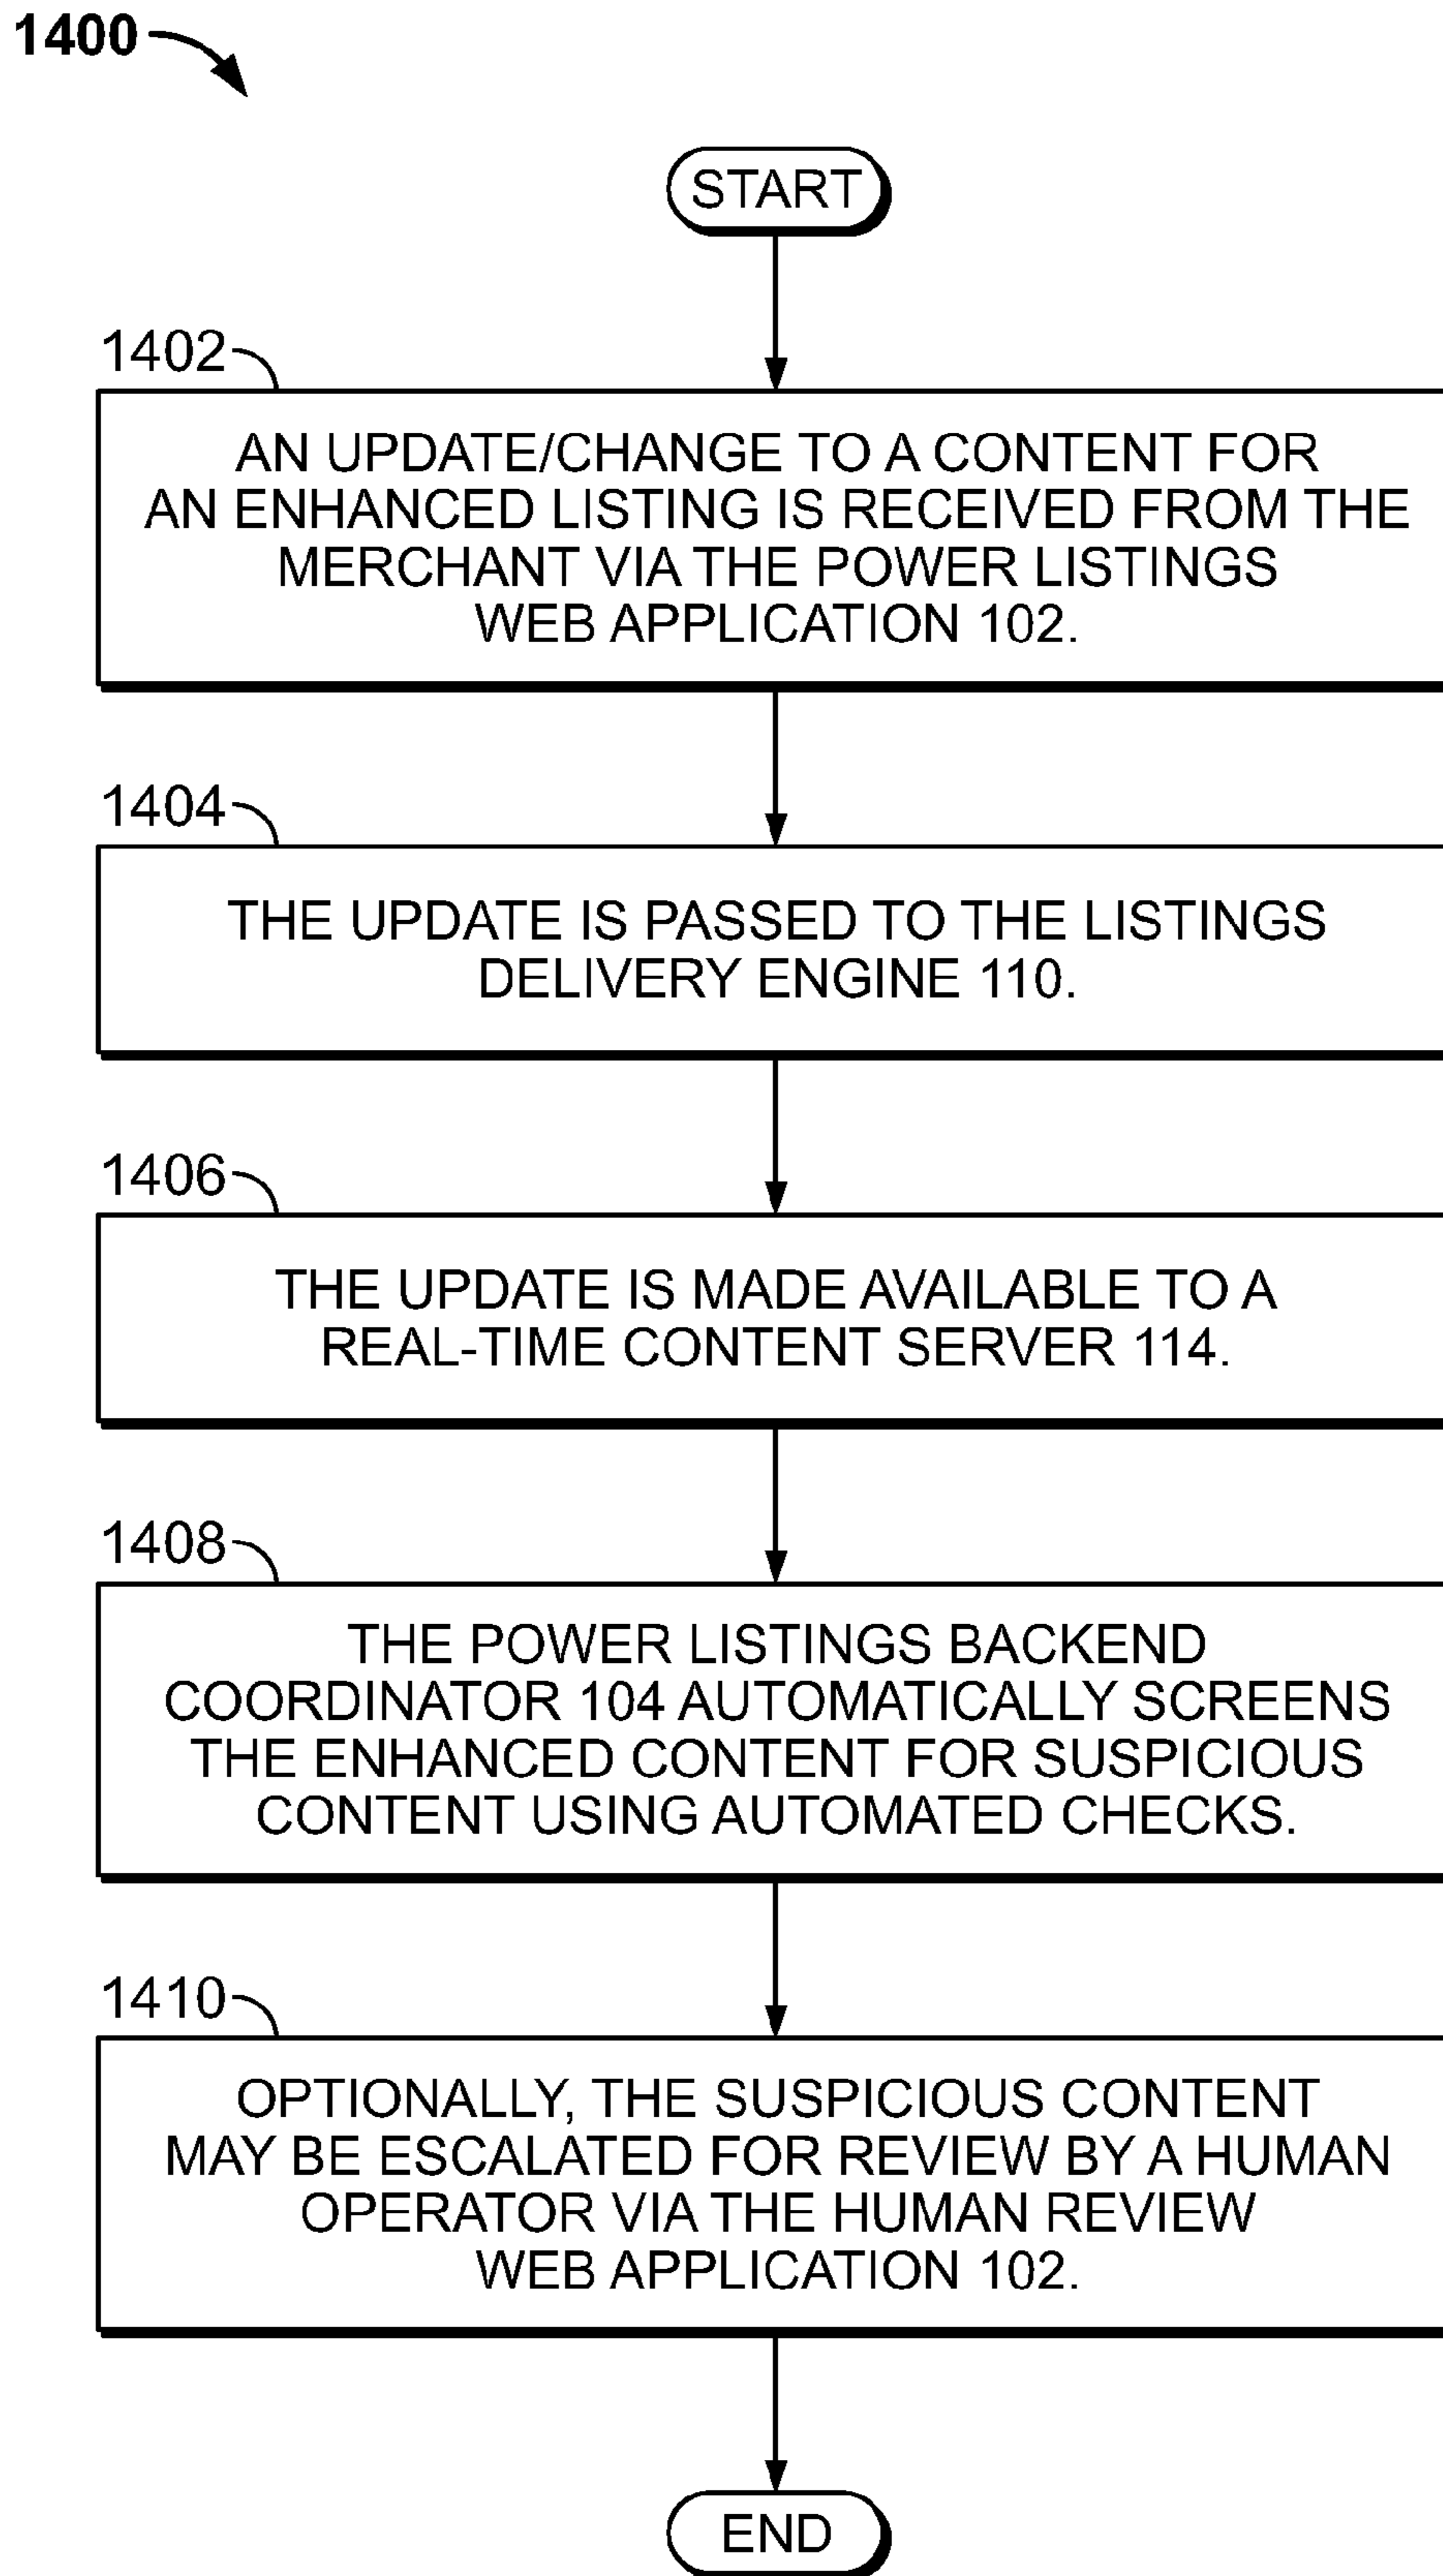 1400
START
1402
AN UPDATE/CHANGE TO A CONTENT FOR
AN ENHANCED LISTING IS RECEIVED FROM THE
MERCHANT VIA THE POWER LISTINGS
WEB APPLICATION 102.
1404
THE UPDATE IS PASSED TO THE LISTINGS
DELIVERY ENGINE 110.
1406
THE UPDATE IS MADE AVAILABLE TO A
REAL-TIME CONTENT SERVER 114.
1408
THE POWER LISTINGS BACKEND
COORDINATOR 104 AUTOMATICALLY SCREENS
THE ENHANCED CONTENT FOR SUSPICIOUS
CONTENT USING AUTOMATED CHECKS.
1410
OPTIONALLY, THE SUSPICIOUS CONTENT
MAY BE ESCALATED FOR REVIEW BY A HUMAN
OPERATOR VIA THE HUMAN REVIEW
WEB APPLICATION 102.
END